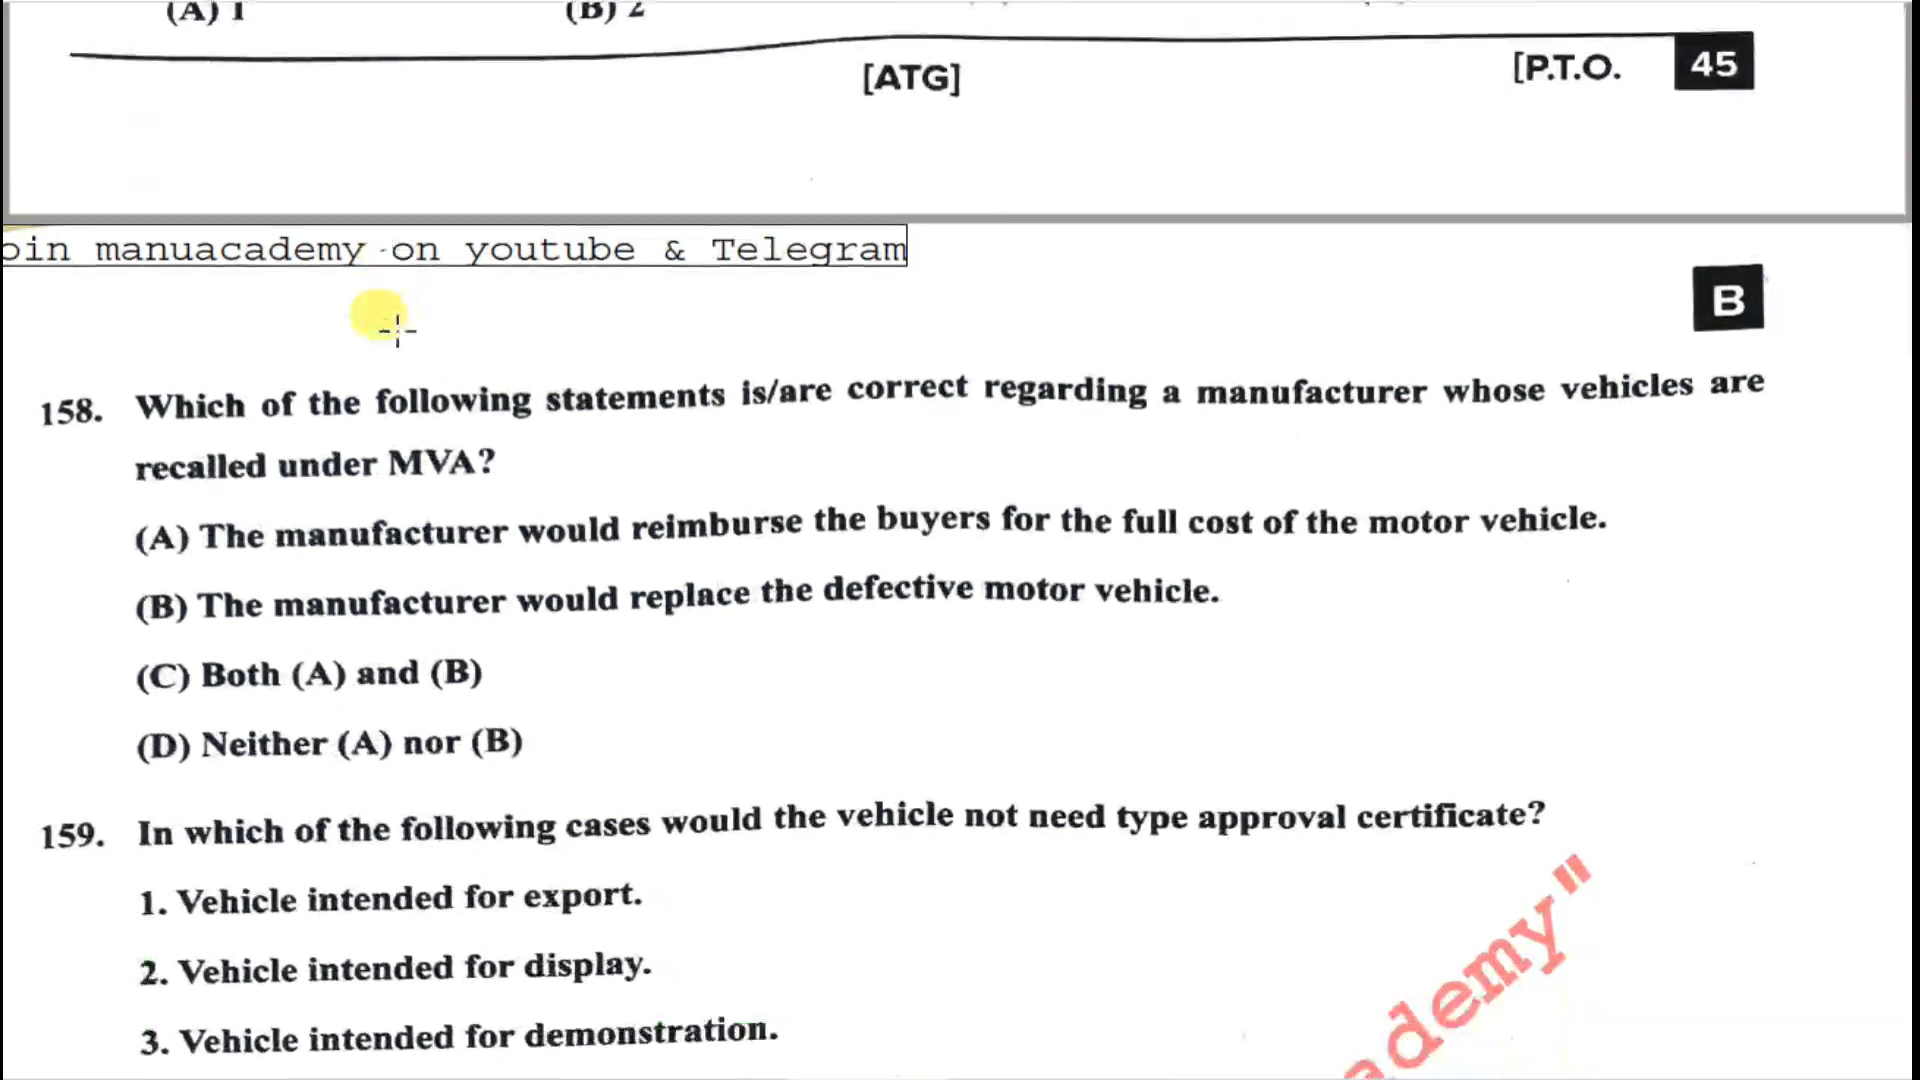 (A) 1 (B) 2
[ATG] [P.T.O. 45
oin manuacademy on youtube & Telegram
B
158. Which of the following statements is/are correct regarding a manufacturer whose vehicles are
recalled under MVA?
(A) The manufacturer would reimburse the buyers for the full cost of the motor vehicle.
(B) The manufacturer would replace the defective motor vehicle.
(C) Both (A) and (B)
(D) Neither (A) nor (B)
159. In which of the following cases would the vehicle not need type approval certificate?
1. Vehicle intended for export.
2. Vehicle intended for display.
3. Vehicle intended for demonstration.
ademy"